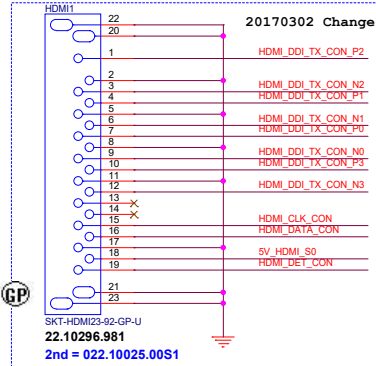 HDMI1
22
20170302 Change
20
1
HDMI_DDI_TX_CON_P2
2
3
HDMI_DDI_TX_CON_N2
4
HDMI_DDI_TX_CON_P1
5
6
HDMI_DDI_TX_CON_N1
7
HDMI_DDI_TX_CON_P0
8
9
HDMI_DDI_TX_CON_N0
10
HDMI_DDI_TX_CON_P3
11
12
HDMI_DDI_TX_CON_N3
13
14
15
HDMI_CLK_CON
16
HDMI_DATA_CON
17
18
5V_HDMI_S0
19
HDMI_DET_CON
21
GP
23
SKT-HDMI23-92-GP-U
22.10296.981
2nd = 022.10025.00S1